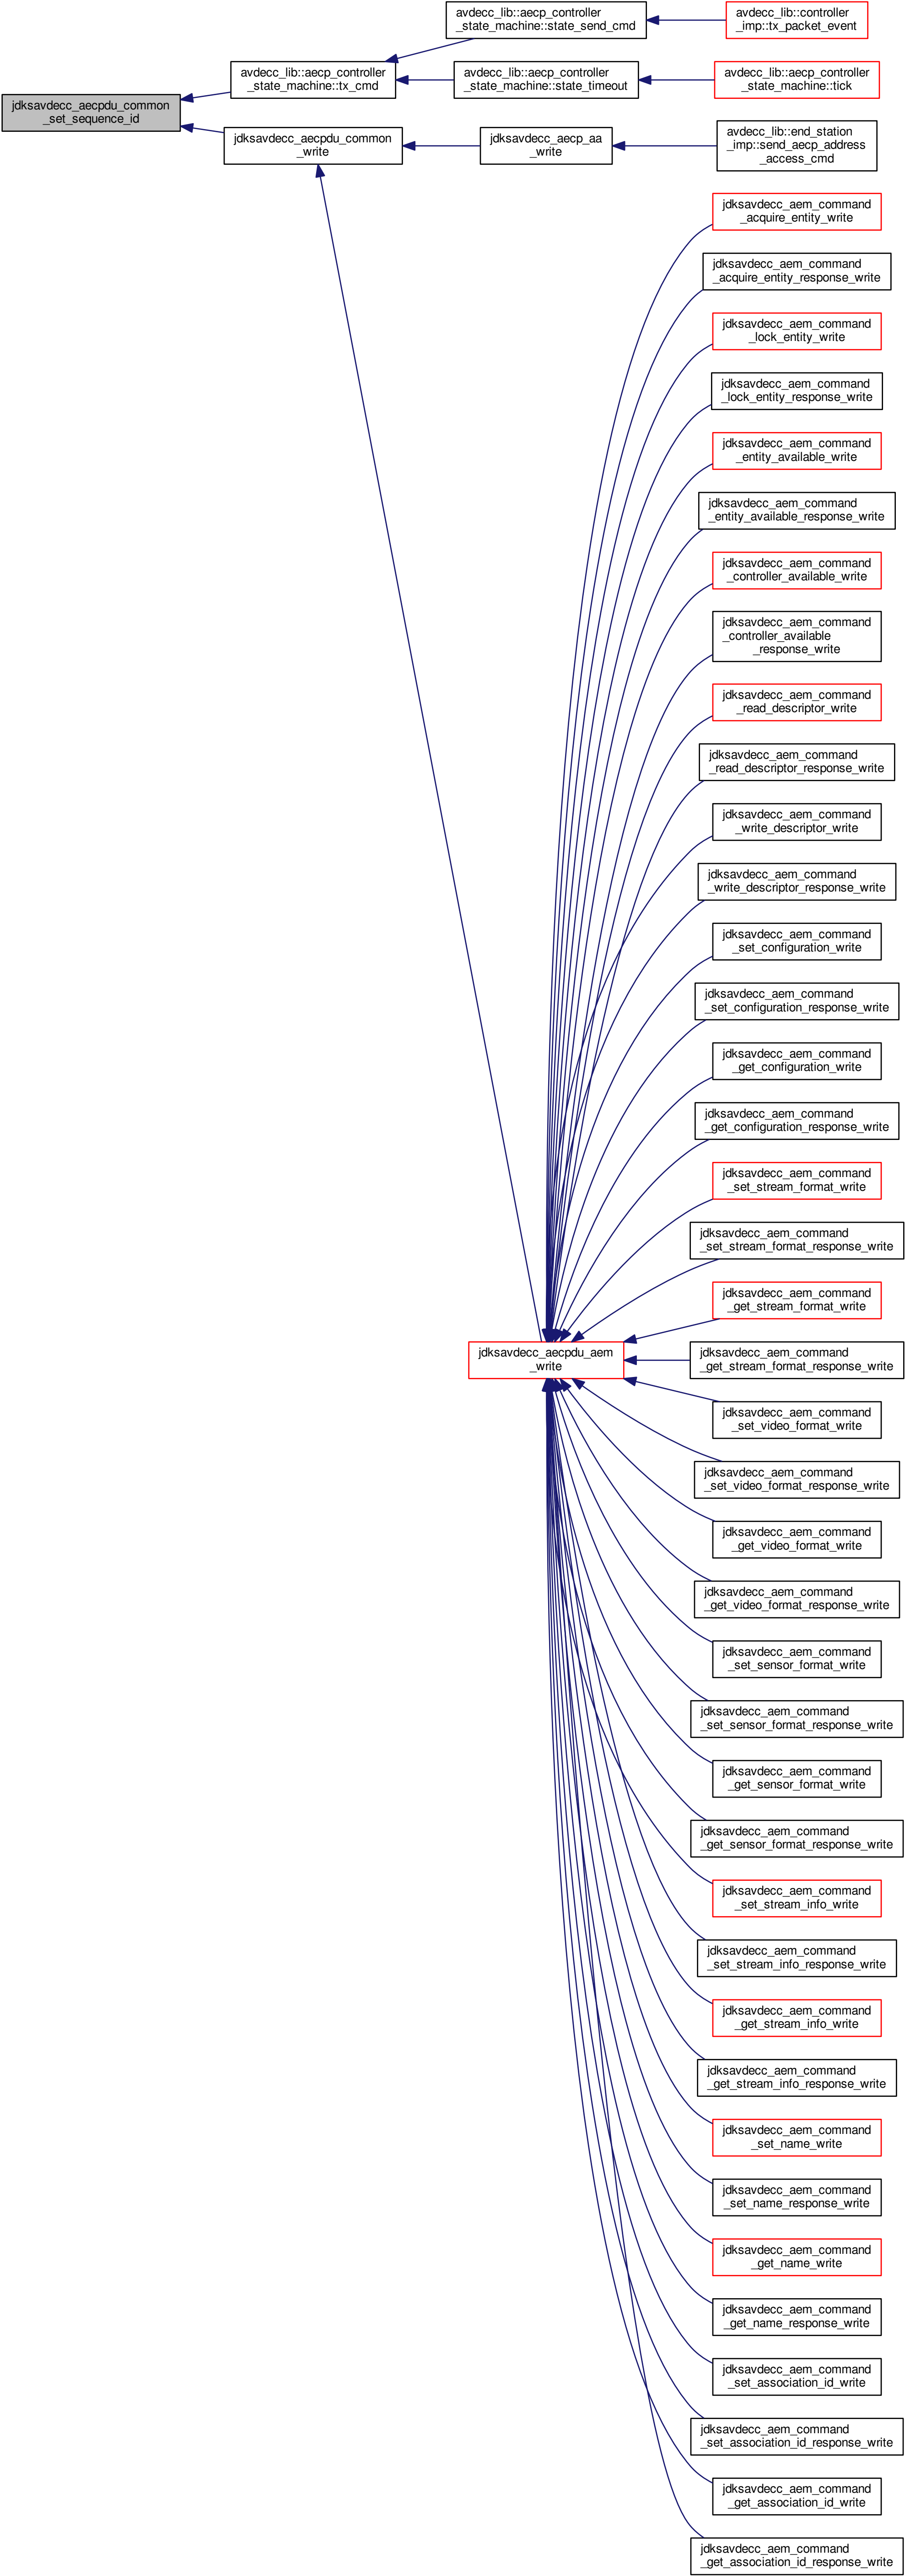 avdecc_lib::aecp_controller
_state_machine::state_send_cmd
avdecc_lib::controller
_imp::tx_packet_event
avdecc_lib::aecp_controller
_state_machine::tx_cmd
avdecc_lib::aecp_controller
_state_machine::state_timeout
avdecc_lib::aecp_controller
_state_machine::tick
jdksavdecc_aecpdu_common
_set_sequence_id
jdksavdecc_aecpdu_common
_write
jdksavdecc_aecp_aa
_write
avdecc_lib::end_station
_imp::send_aecp_address
_access_cmd
jdksavdecc_aem_command
_acquire_entity_write
jdksavdecc_aem_command
_acquire_entity_response_write
jdksavdecc_aem_command
_lock_entity_write
jdksavdecc_aem_command
_lock_entity_response_write
jdksavdecc_aem_command
_entity_available_write
jdksavdecc_aem_command
_entity_available_response_write
jdksavdecc_aem_command
_controller_available_write
jdksavdecc_aem_command
_controller_available
_response_write
jdksavdecc_aem_command
_read_descriptor_write
jdksavdecc_aem_command
_read_descriptor_response_write
jdksavdecc_aem_command
_write_descriptor_write
jdksavdecc_aem_command
_write_descriptor_response_write
jdksavdecc_aem_command
_set_configuration_write
jdksavdecc_aem_command
_set_configuration_response_write
jdksavdecc_aem_command
_get_configuration_write
jdksavdecc_aem_command
_get_configuration_response_write
jdksavdecc_aem_command
_set_stream_format_write
jdksavdecc_aem_command
_set_stream_format_response_write
jdksavdecc_aem_command
_get_stream_format_write
jdksavdecc_aecpdu_aem
_write
jdksavdecc_aem_command
_get_stream_format_response_write
jdksavdecc_aem_command
_set_video_format_write
jdksavdecc_aem_command
_set_video_format_response_write
jdksavdecc_aem_command
_get_video_format_write
jdksavdecc_aem_command
_get_video_format_response_write
jdksavdecc_aem_command
_set_sensor_format_write
jdksavdecc_aem_command
_set_sensor_format_response_write
jdksavdecc_aem_command
_get_sensor_format_write
jdksavdecc_aem_command
_get_sensor_format_response_write
jdksavdecc_aem_command
_set_stream_info_write
jdksavdecc_aem_command
_set_stream_info_response_write
jdksavdecc_aem_command
_get_stream_info_write
jdksavdecc_aem_command
_get_stream_info_response_write
jdksavdecc_aem_command
_set_name_write
jdksavdecc_aem_command
_set_name_response_write
jdksavdecc_aem_command
_get_name_write
jdksavdecc_aem_command
_get_name_response_write
jdksavdecc_aem_command
_set_association_id_write
jdksavdecc_aem_command
_set_association_id_response_write
jdksavdecc_aem_command
_get_association_id_write
jdksavdecc_aem_command
_get_association_id_response_write